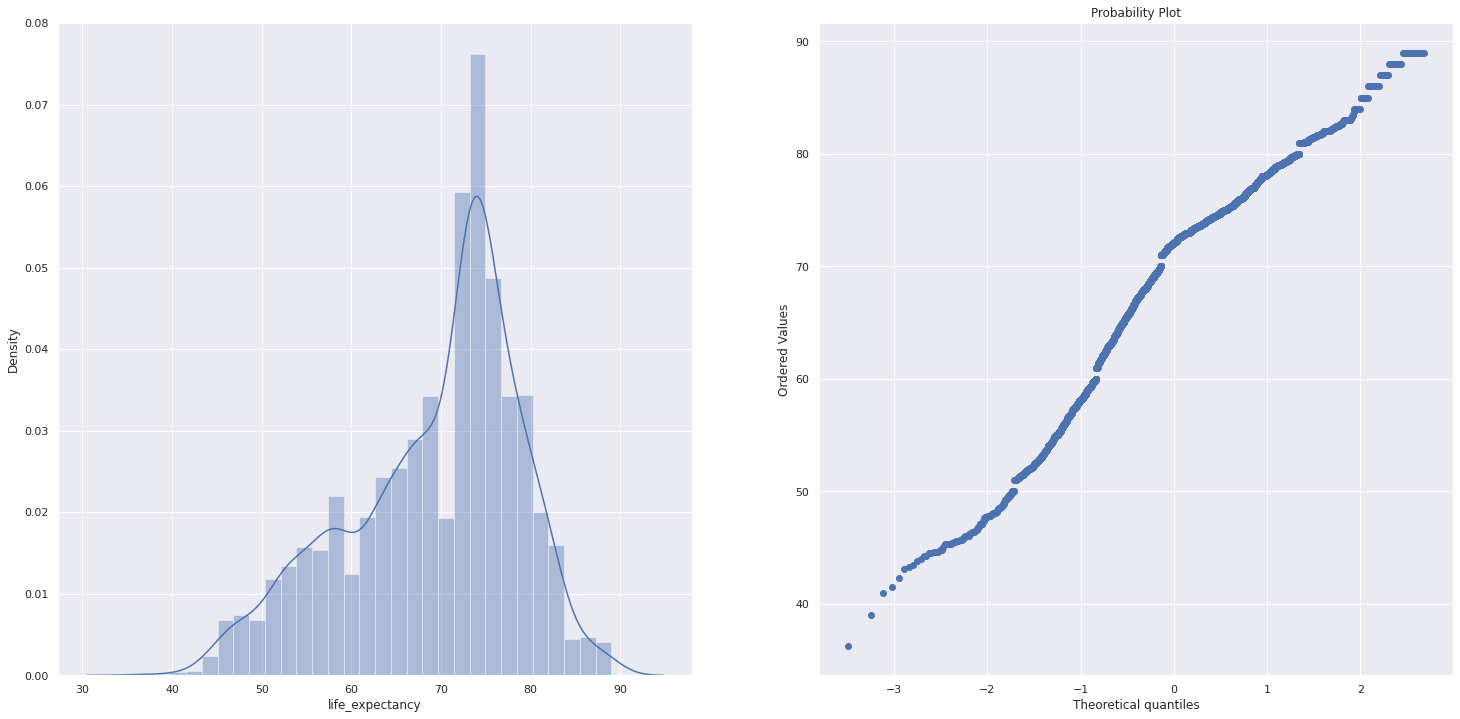 0.08
0.07
0.06
0.05
0.04
0.03
0.02
0.01
0.00
Density
30 40 50 60 70 80 90
life_expectancy
Probability Plot
90
80
70
60
50
40
Ordered Values
−3 −2 −1 0 1 2
Theoretical quantiles